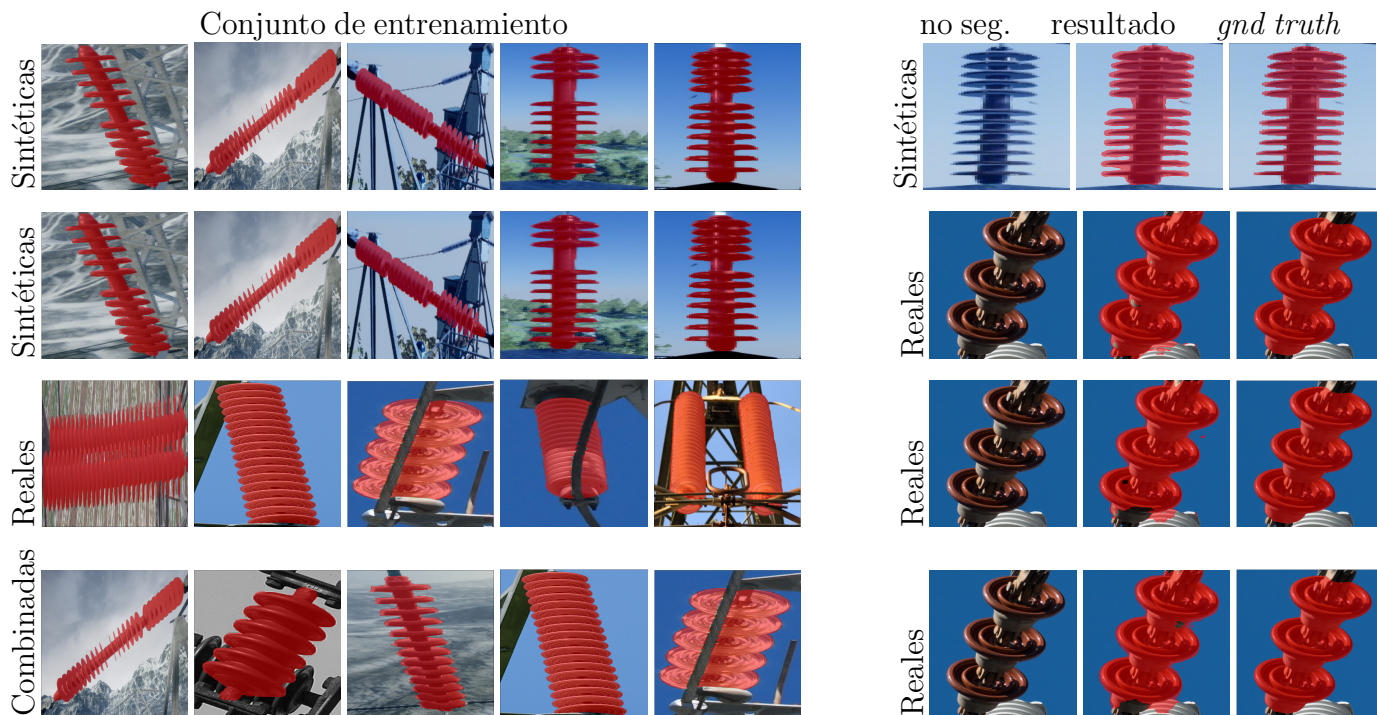 Conjunto de entrenamiento
no seg. resultado gnd truth
Sintéticas
Sintéticas
Sintéticas
Reales
Reales
Reales
Combinadas
Reales